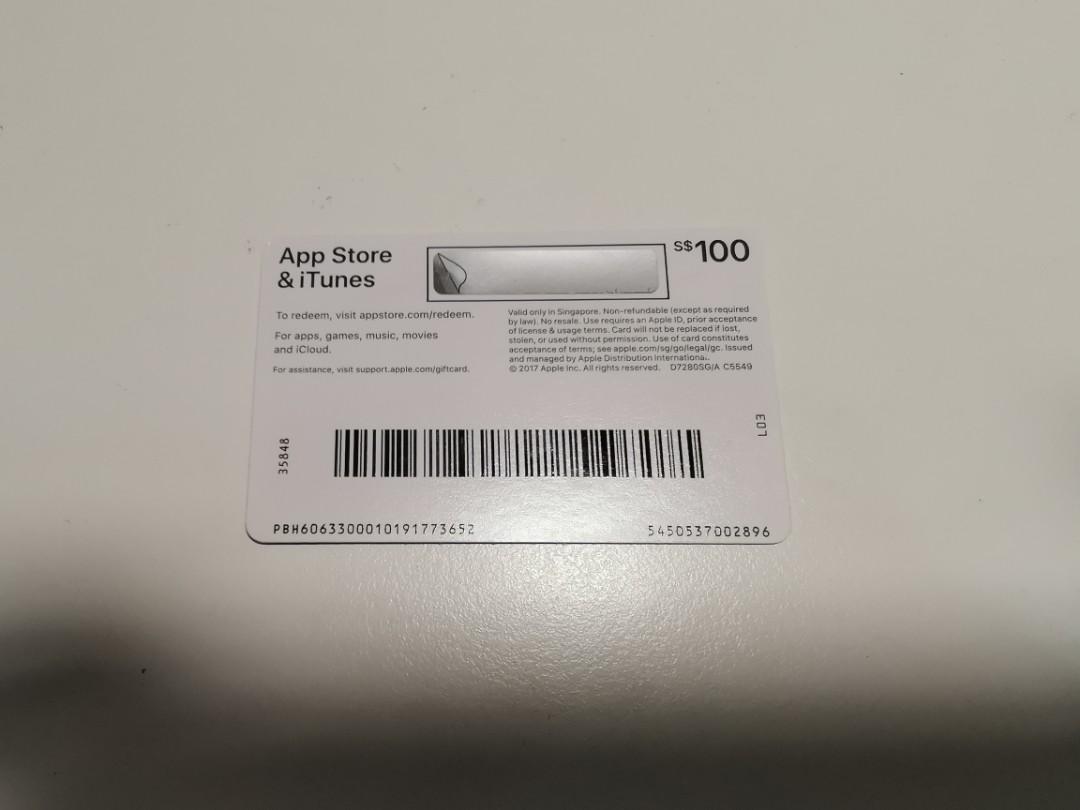 App Store
& iTunes
S$100
To redeem, visit appstore.com/redeem.
For apps, games, music, movies
and iCloud.
For assistance, visit support.apple.com/giftcard.
Valid only in Singapore. Non-refundable (except as required
by law). No resale. Use requires an Apple ID, prior acceptance
of license & usage terms. Card will not be replaced if lost,
stolen, or used without permission. Use of card constitutes
acceptance of terms; see apple.com/sg/go/legal/gc. Issued
and managed by Apple Distribution International.
© 2017 Apple Inc. All rights reserved. D7280SG/A C5549
35848
L03
PBH6063300010191773652
5450537002896